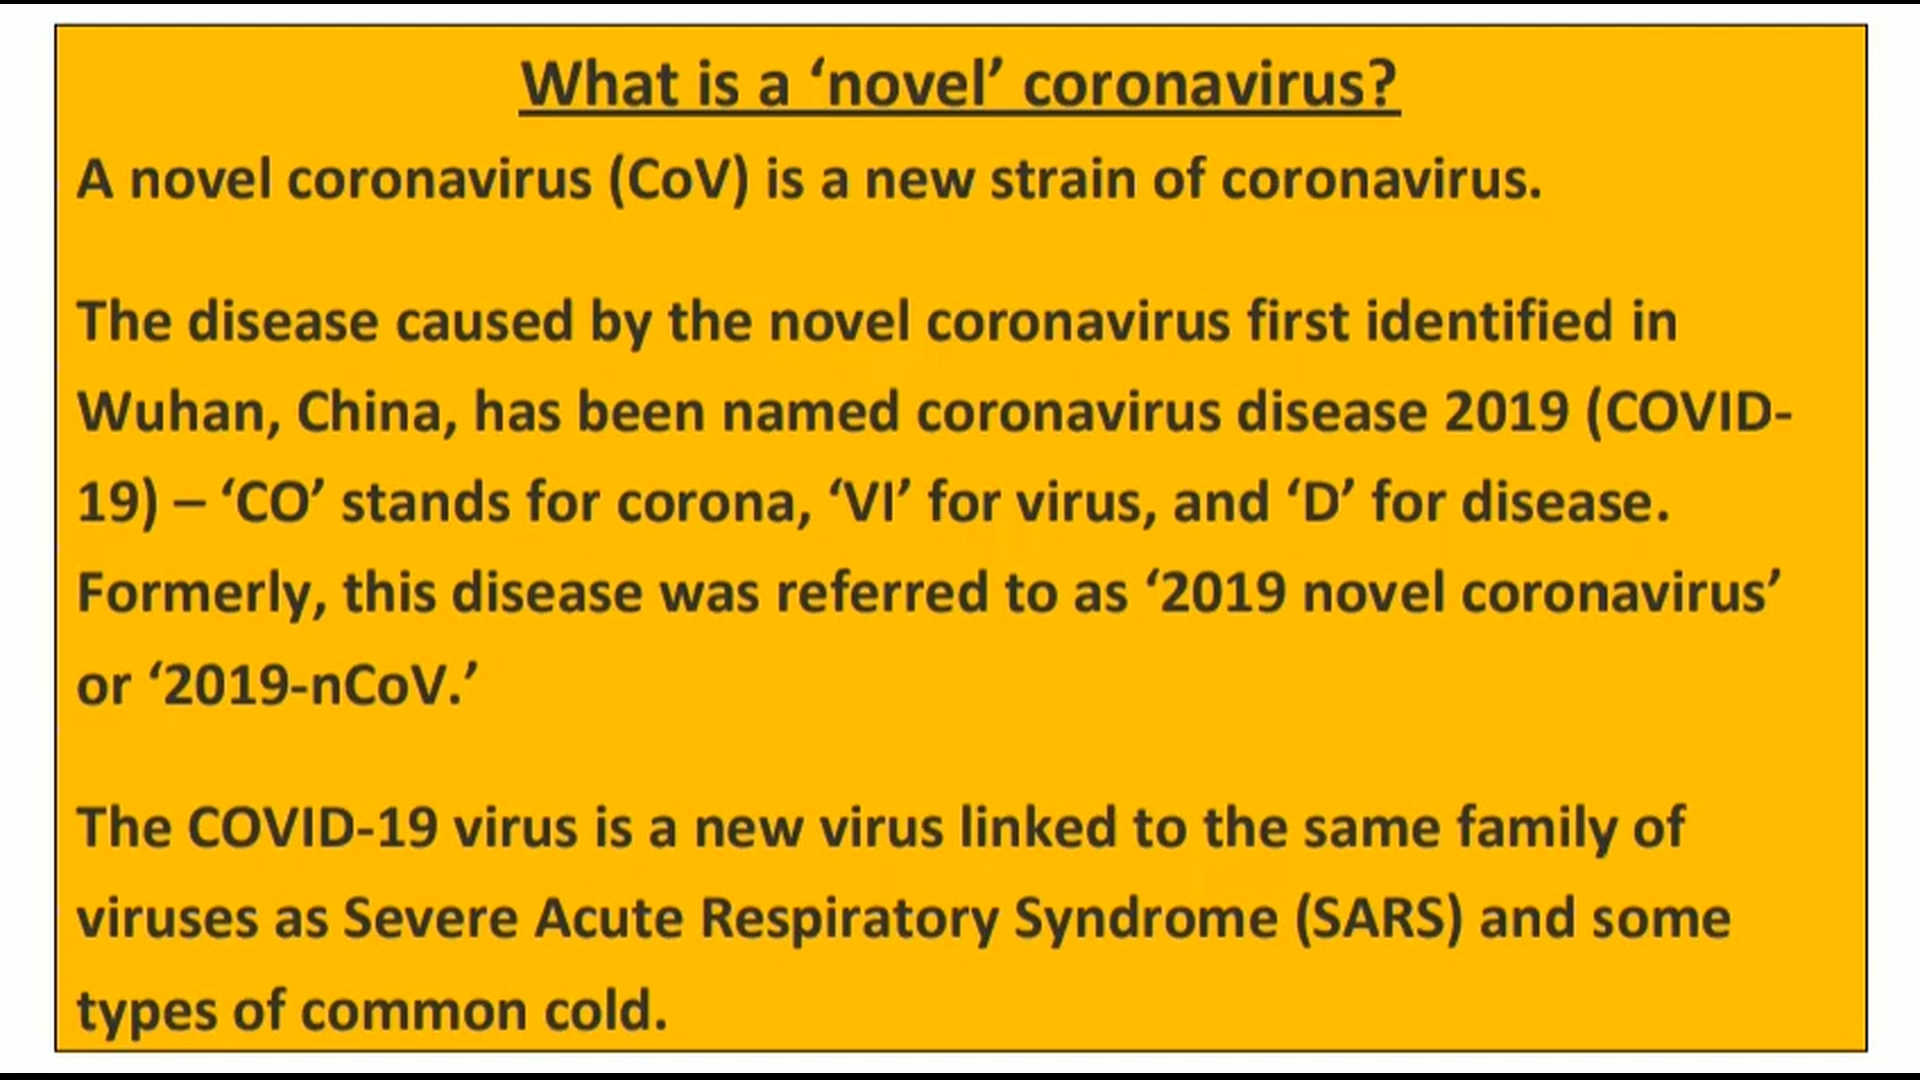 What is a ‘novel’ coronavirus?
A novel coronavirus (CoV) is a new strain of coronavirus.
The disease caused by the novel coronavirus first identified in
Wuhan, China, has been named coronavirus disease 2019 (COVID-
19) – ‘CO’ stands for corona, ‘VI’ for virus, and ‘D’ for disease.
Formerly, this disease was referred to as ‘2019 novel coronavirus’
or ‘2019-nCoV.’
The COVID-19 virus is a new virus linked to the same family of
viruses as Severe Acute Respiratory Syndrome (SARS) and some
types of common cold.